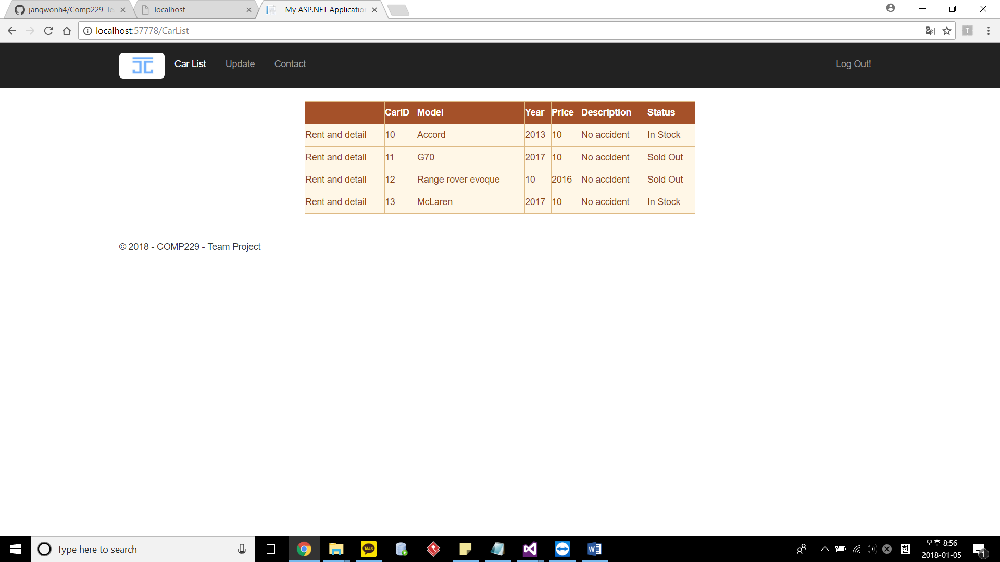 jangwonh4/Comp229-Te
localhost
- My ASP.NET Applicatio
localhost:57778/CarList
T
JC Car List Update Contact Log Out!
CarID Model Year Price Description Status
Rent and detail 10 Accord 2013 10 No accident In Stock
Rent and detail 11 G70 2017 10 No accident Sold Out
Rent and detail 12 Range rover evoque 10 2016 No accident Sold Out
Rent and detail 13 McLaren 2017 10 No accident In Stock
© 2018 - COMP229 - Team Project
Type here to search
TALK
한
오후 8:56
2018-01-05
1